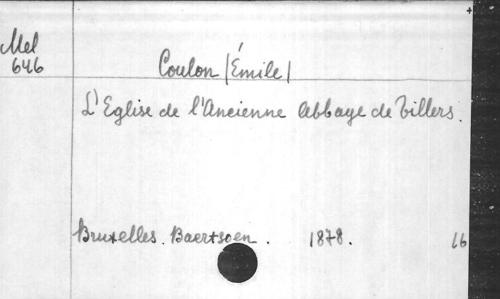 Mel
646
Coulon (Émile)
L'Eglise de l'Ancienne Abbaye de Villers.
Bruxelles. Baertsoen. 1878. 16